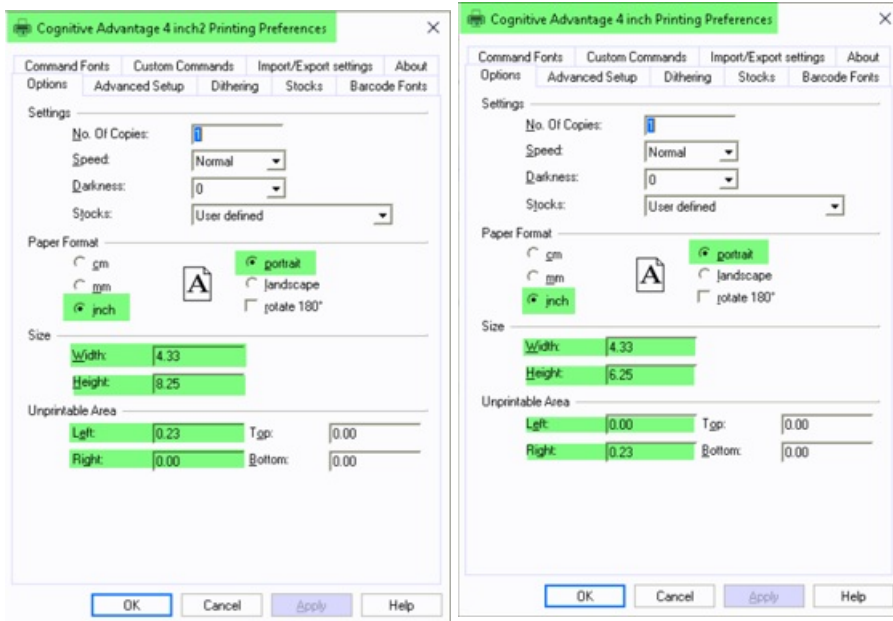 Cognitive Advantage 4 inch2 Printing Preferences
Command Fonts Custom Commands Import/Export settings About
Options Advanced Setup Dithering Stocks Barcode Fonts
Settings
No. Of Copies: 1
Speed: Normal
Darkness: 0
Stocks: User defined
Paper Format
cm
mm
inch
A
portrait
landscape
rotate 180°
Size
Width: 4.33
Height: 8.25
Unprintable Area
Left: 0.23 Top: 0.00
Right: 0.00 Bottom: 0.00
OK Cancel Apply Help
Cognitive Advantage 4 inch Printing Preferences
Command Fonts Custom Commands Import/Export settings About
Options Advanced Setup Dithering Stocks Barcode Fonts
Settings
No. Of Copies: 1
Speed: Normal
Darkness: 0
Stocks: User defined
Paper Format
cm
mm
inch
A
portrait
landscape
rotate 180°
Size
Width: 4.33
Height: 6.25
Unprintable Area
Left: 0.00 Top: 0.00
Right: 0.23 Bottom: 0.00
OK Cancel Apply Help